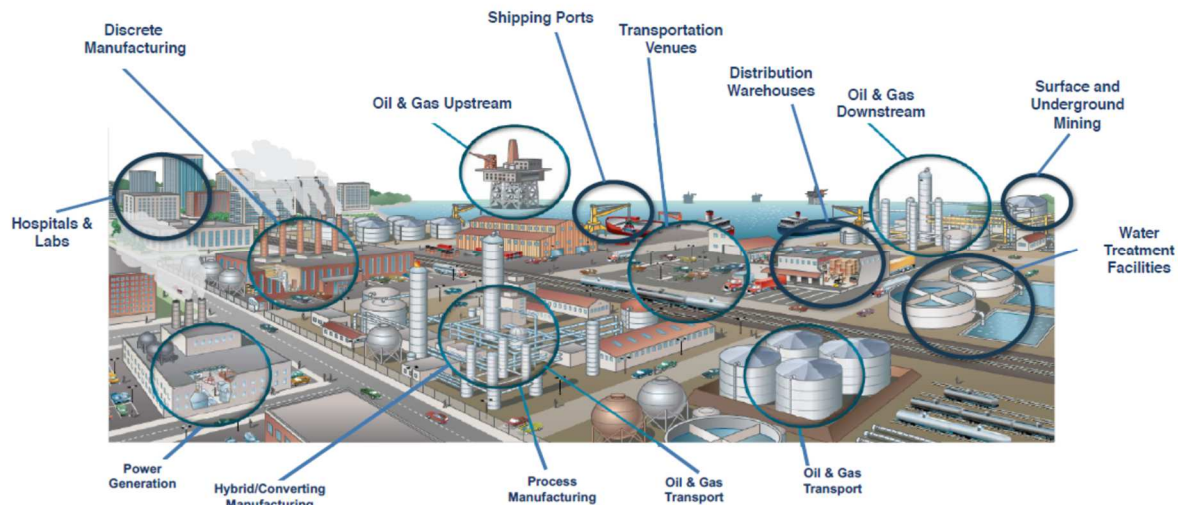 Shipping Ports
Discrete
Manufacturing
Transportation
Venues
Distribution
Warehouses
Oil & Gas
Downstream
Surface and
Underground
Mining
Oil & Gas Upstream
Hospitals &
Labs
Water
Treatment
Facilities
Power
Generation
Hybrid/Converting
Manufacturing
Process
Manufacturing
Oil & Gas
Transport
Oil & Gas
Transport